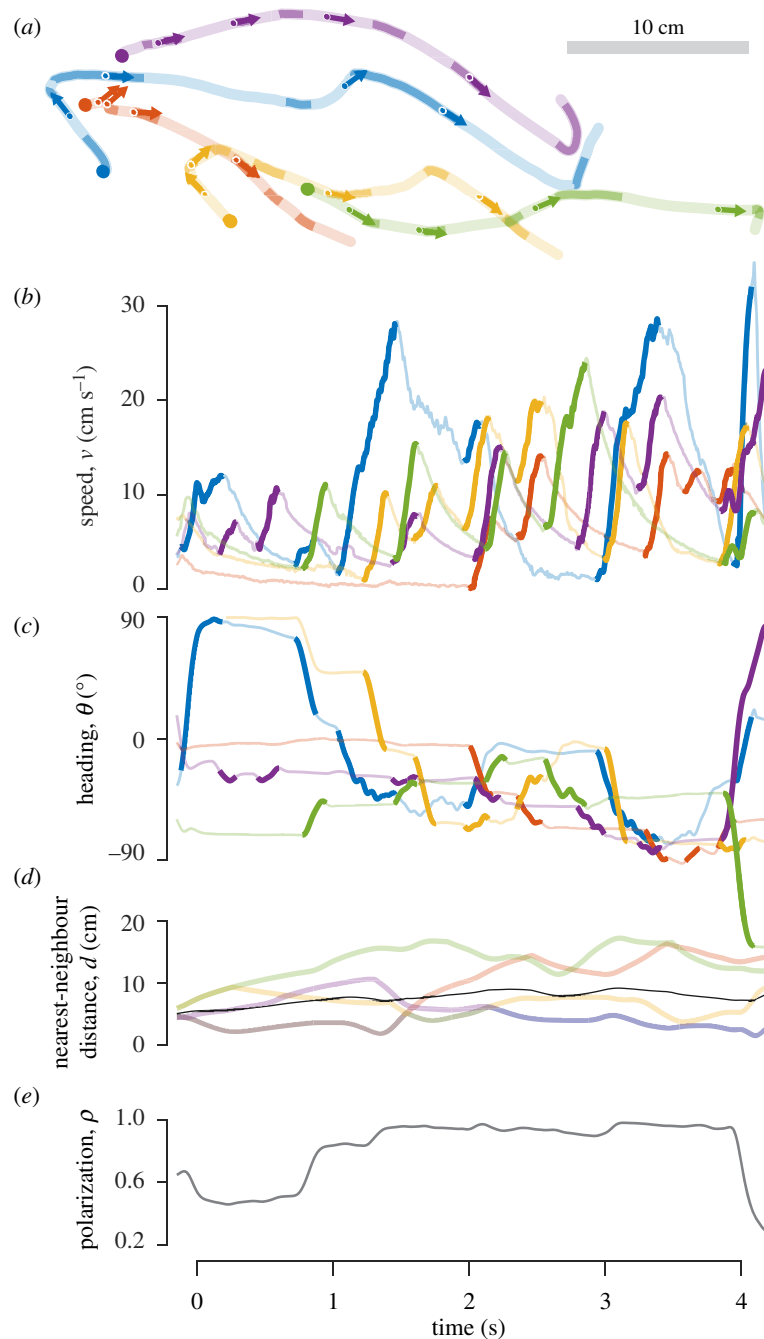 (a)
10 cm
(b)
30
20
10
0
speed, v (cm s⁻¹)
(c)
90
0
–90
heading, θ (°)
(d)
20
10
0
nearest-neighbour
distance, d (cm)
(e)
1.0
0.6
0.2
polarization, ρ
0 1 2 3 4
time (s)